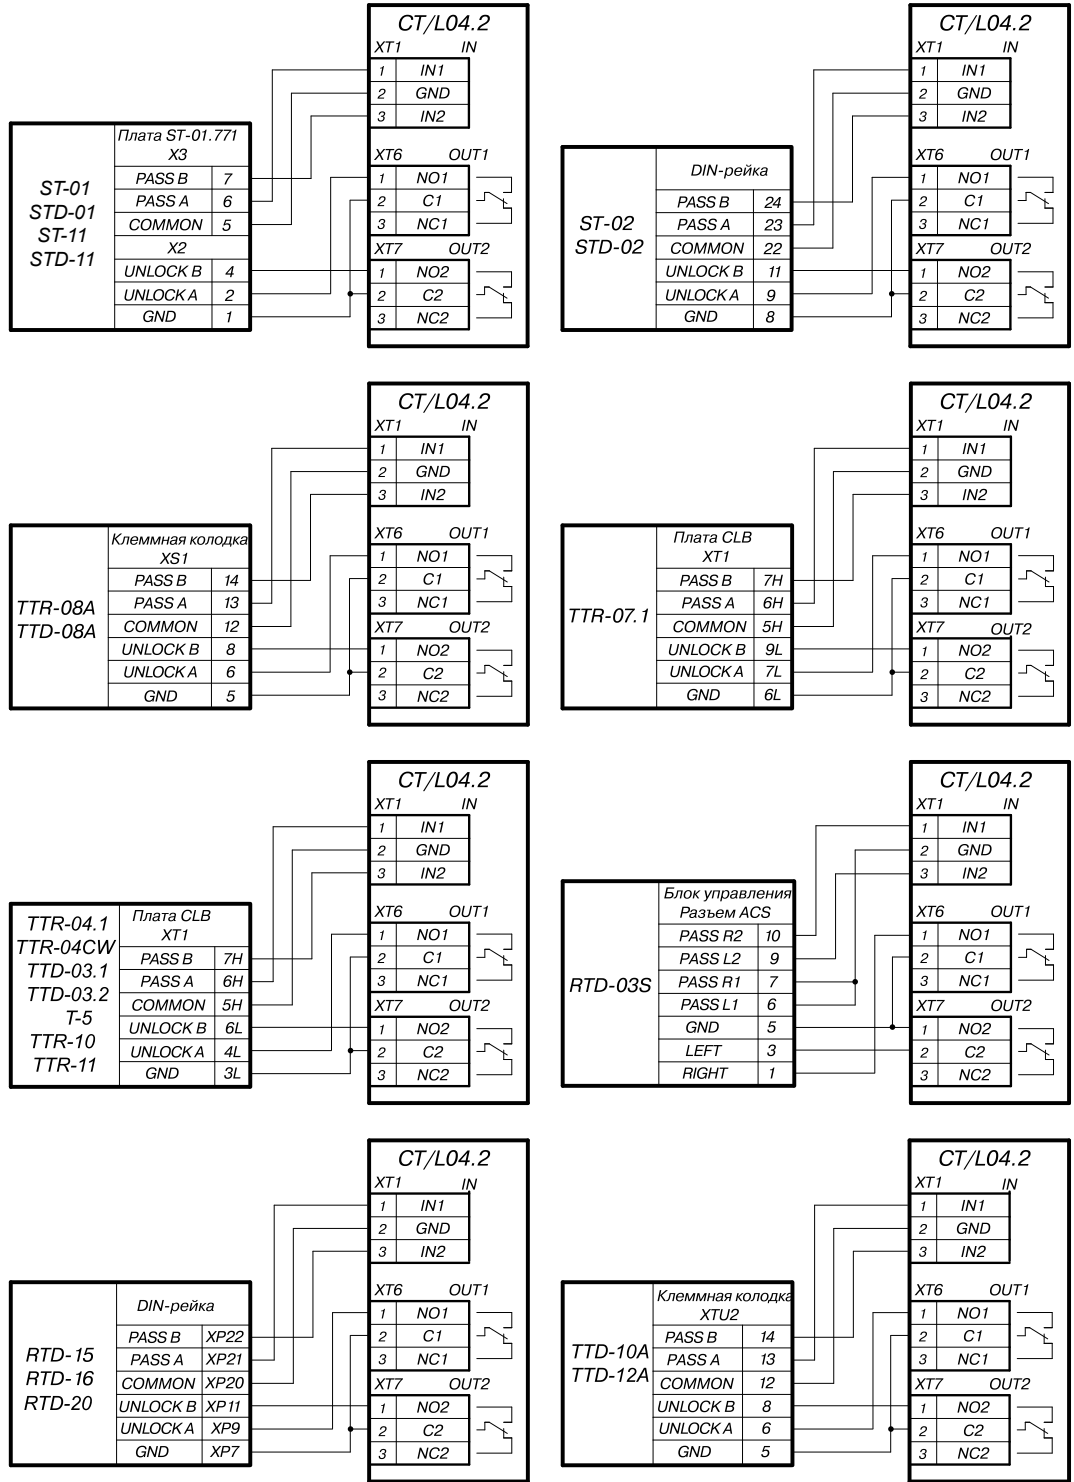 CT/L04.2
XT1 IN
1 IN1
2 GND
3 IN2
XT6 OUT1
1 NO1
2 C1
3 NC1
XT7 OUT2
1 NO2
2 C2
3 NC2
ST-01
STD-01
ST-11
STD-11
Плата ST-01.771
X3
PASS B 7
PASS A 6
COMMON 5
X2
UNLOCK B 4
UNLOCK A 2
GND 1
CT/L04.2
XT1 IN
1 IN1
2 GND
3 IN2
XT6 OUT1
1 NO1
2 C1
3 NC1
XT7 OUT2
1 NO2
2 C2
3 NC2
ST-02
STD-02
DIN-рейка
PASS B 24
PASS A 23
COMMON 22
UNLOCK B 11
UNLOCK A 9
GND 8
CT/L04.2
XT1 IN
1 IN1
2 GND
3 IN2
XT6 OUT1
1 NO1
2 C1
3 NC1
XT7 OUT2
1 NO2
2 C2
3 NC2
TTR-08A
TTD-08A
Клеммная колодка
XS1
PASS B 14
PASS A 13
COMMON 12
UNLOCK B 8
UNLOCK A 6
GND 5
CT/L04.2
XT1 IN
1 IN1
2 GND
3 IN2
XT6 OUT1
1 NO1
2 C1
3 NC1
XT7 OUT2
1 NO2
2 C2
3 NC2
TTR-07.1
Плата CLB
XT1
PASS B 7H
PASS A 6H
COMMON 5H
UNLOCK B 9L
UNLOCK A 7L
GND 6L
CT/L04.2
XT1 IN
1 IN1
2 GND
3 IN2
XT6 OUT1
1 NO1
2 C1
3 NC1
XT7 OUT2
1 NO2
2 C2
3 NC2
TTR-04.1
TTR-04CW
TTD-03.1
TTD-03.2
T-5
TTR-10
TTR-11
Плата CLB
XT1
PASS B 7H
PASS A 6H
COMMON 5H
UNLOCK B 6L
UNLOCK A 4L
GND 3L
CT/L04.2
XT1 IN
1 IN1
2 GND
3 IN2
XT6 OUT1
1 NO1
2 C1
3 NC1
XT7 OUT2
1 NO2
2 C2
3 NC2
RTD-03S
Блок управления
Разъем ACS
PASS R2 10
PASS L2 9
PASS R1 7
PASS L1 6
GND 5
LEFT 3
RIGHT 1
CT/L04.2
XT1 IN
1 IN1
2 GND
3 IN2
XT6 OUT1
1 NO1
2 C1
3 NC1
XT7 OUT2
1 NO2
2 C2
3 NC2
RTD-15
RTD-16
RTD-20
DIN-рейка
PASS B XP22
PASS A XP21
COMMON XP20
UNLOCK B XP11
UNLOCK A XP9
GND XP7
CT/L04.2
XT1 IN
1 IN1
2 GND
3 IN2
XT6 OUT1
1 NO1
2 C1
3 NC1
XT7 OUT2
1 NO2
2 C2
3 NC2
TTD-10A
TTD-12A
Клеммная колодка
XTU2
PASS B 14
PASS A 13
COMMON 12
UNLOCK B 8
UNLOCK A 6
GND 5